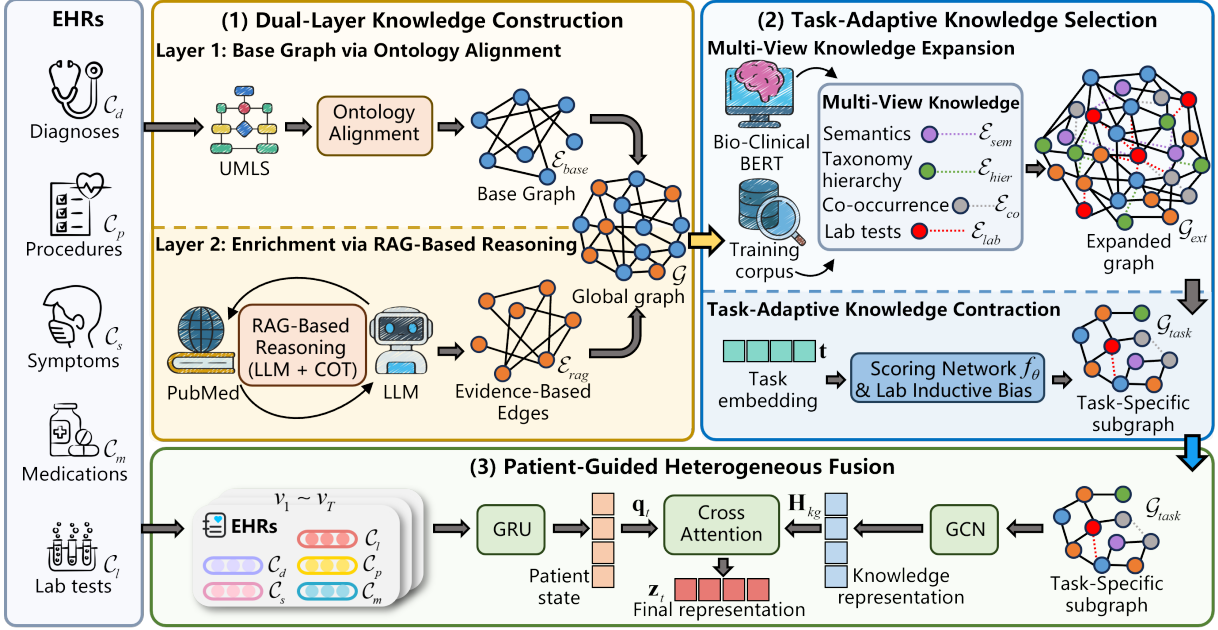 EHRs
𝒞d
Diagnoses
𝒞p
Procedures
𝒞s
Symptoms
𝒞m
Medications
𝒞l
Lab tests
(1) Dual-Layer Knowledge Construction
Layer 1: Base Graph via Ontology Alignment
UMLS
Ontology
Alignment
ℰbase
Base Graph
Layer 2: Enrichment via RAG-Based Reasoning
PubMed
RAG-Based
Reasoning
(LLM + COT)
LLM
ℰrag
Evidence-Based
Edges
𝒢
Global graph
(2) Task-Adaptive Knowledge Selection
Multi-View Knowledge Expansion
Bio-Clinical
BERT
Training
corpus
Multi-View Knowledge
Semantics ℰsem
Taxonomy
hierarchy ℰhier
Co-occurrence ℰco
Lab tests ℰlab
Expanded
graph
𝒢ext
Task-Adaptive Knowledge Contraction
t
Task
embedding
Scoring Network fθ
& Lab Inductive Bias
𝒢task
Task-Specific
subgraph
(3) Patient-Guided Heterogeneous Fusion
v1 ~ vT
EHRs
𝒞l
𝒞d
𝒞p
𝒞s
𝒞m
GRU
Patient
state
qt
Cross
Attention
zt
Final representation
Hkg
Knowledge
representation
GCN
𝒢task
Task-Specific
subgraph